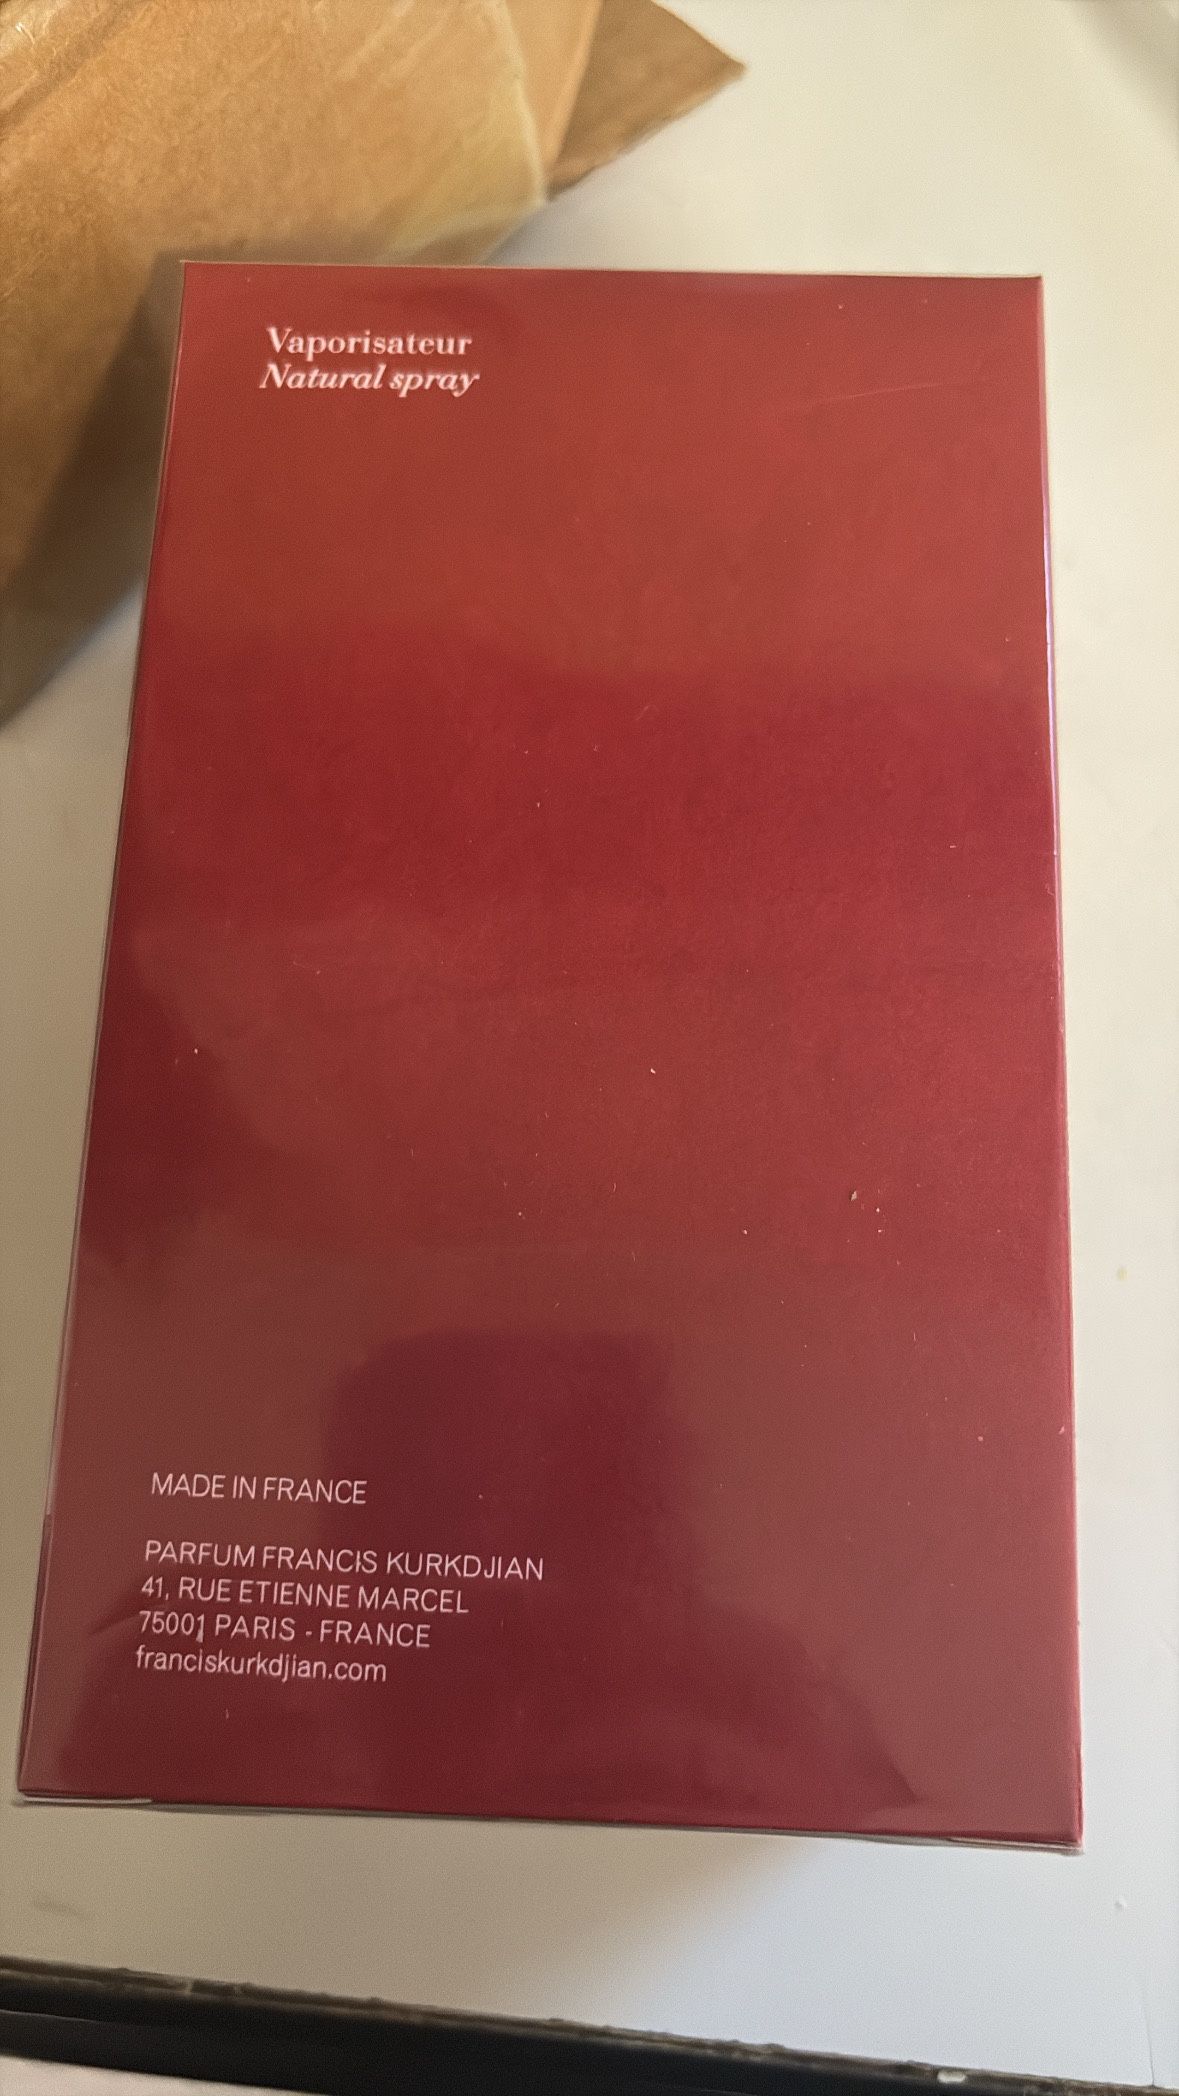 Vaporisateur
Natural spray
MADE IN FRANCE
PARFUM FRANCIS KURKDJIAN
41, RUE ETIENNE MARCEL
75001 PARIS - FRANCE
franciskurkdjian.com